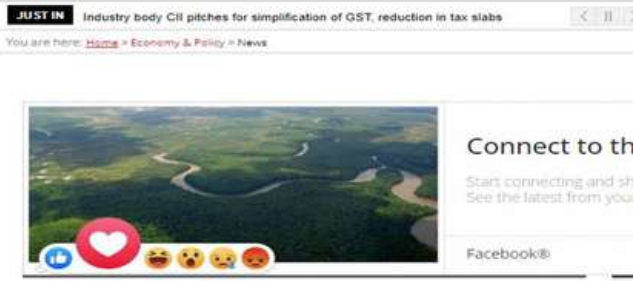 JUST IN Industry body CII pitches for simplification of GST, reduction in tax slabs
You are here: Home » Economy & Policy » News
Connect to th
Start connecting and sh
See the latest from your
Facebook®